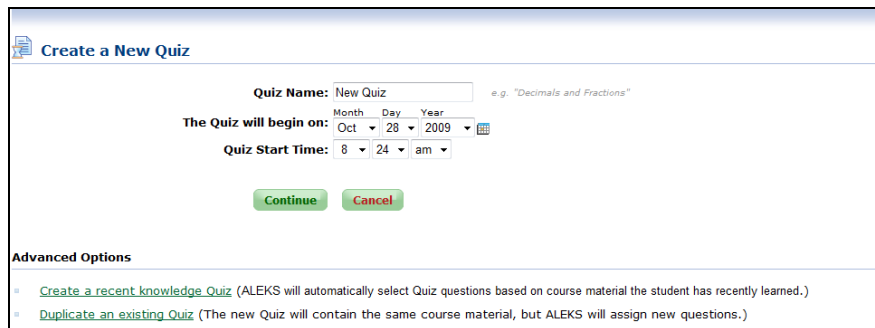 Create a New Quiz
Quiz Name: New Quiz e.g. "Decimals and Fractions"
Month Day Year
The Quiz will begin on: Oct 28 2009
Quiz Start Time: 8 24 am
Continue Cancel
Advanced Options
Create a recent knowledge Quiz (ALEKS will automatically select Quiz questions based on course material the student has recently learned.)
Duplicate an existing Quiz (The new Quiz will contain the same course material, but ALEKS will assign new questions.)